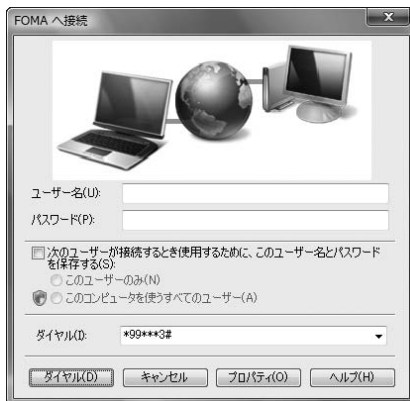 FOMA へ接続
ユーザー名(U):
パスワード(P):
次のユーザーが接続するとき使用するために、このユーザー名とパスワード
を保存する(S):
このユーザーのみ(N)
このコンピュータを使うすべてのユーザー(A)
ダイヤル(I): *99***3#
ダイヤル(D) キャンセル プロパティ(O) ヘルプ(H)